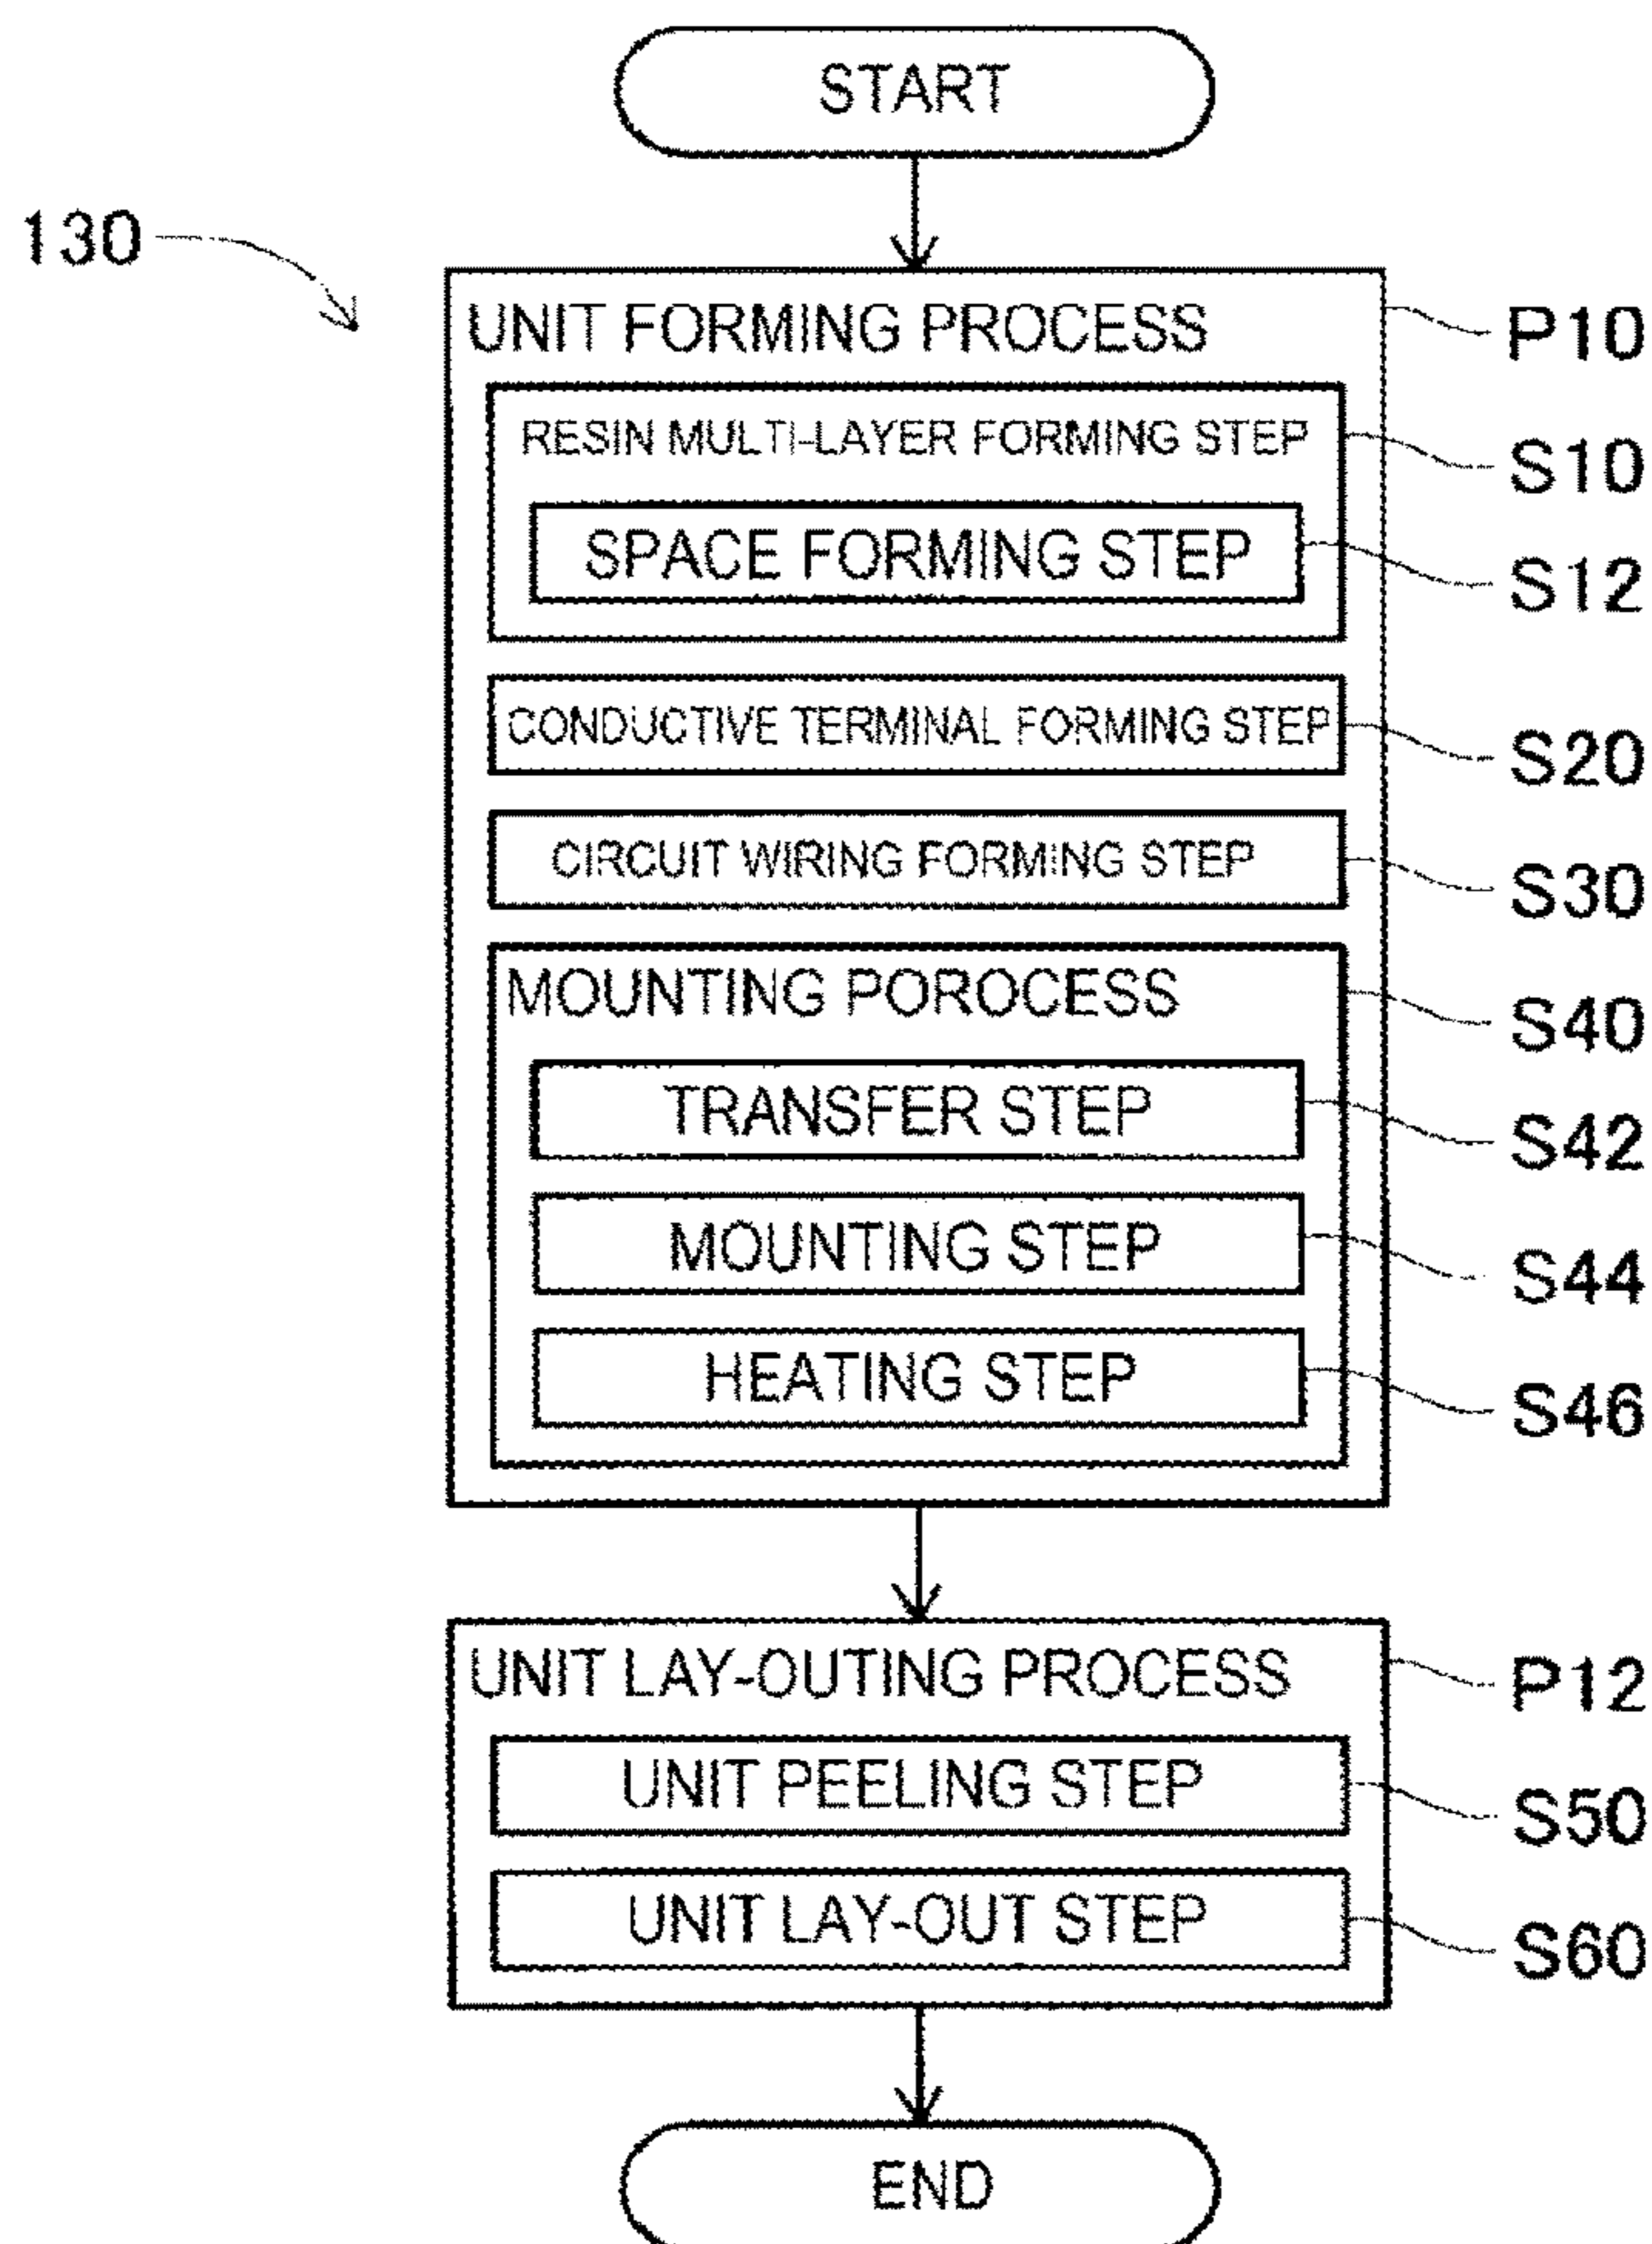 START
130
UNIT FORMING PROCESS P10
RESIN MULTI-LAYER FORMING STEP S10
SPACE FORMING STEP S12
CONDUCTIVE TERMINAL FORMING STEP S20
CIRCUIT WIRING FORMING STEP S30
MOUNTING POROCESS S40
TRANSFER STEP S42
MOUNTING STEP S44
HEATING STEP S46
UNIT LAY-OUTING PROCESS P12
UNIT PEELING STEP S50
UNIT LAY-OUT STEP S60
END